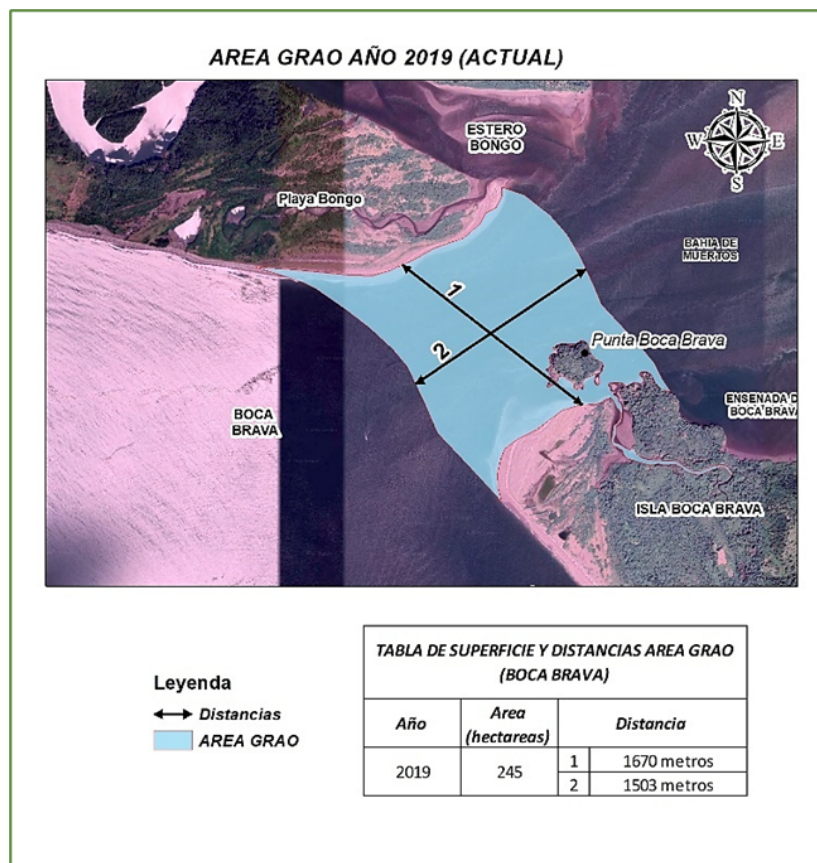 AREA GRAO AÑO 2019 (ACTUAL)
N
W E
S
ESTERO
BONGO
Playa Bongo
BAHIA DE
MUERTOS
1
2
Punta Boca Brava
ENSENADA D
BOCA BRAVA
BOCA
BRAVA
ISLA BOCA BRAVA
Leyenda
Distancias
AREA GRAO
TABLA DE SUPERFICIE Y DISTANCIAS AREA GRAO
(BOCA BRAVA)
Año Area (hectareas) Distancia
2019 245 1 1670 metros
2 1503 metros